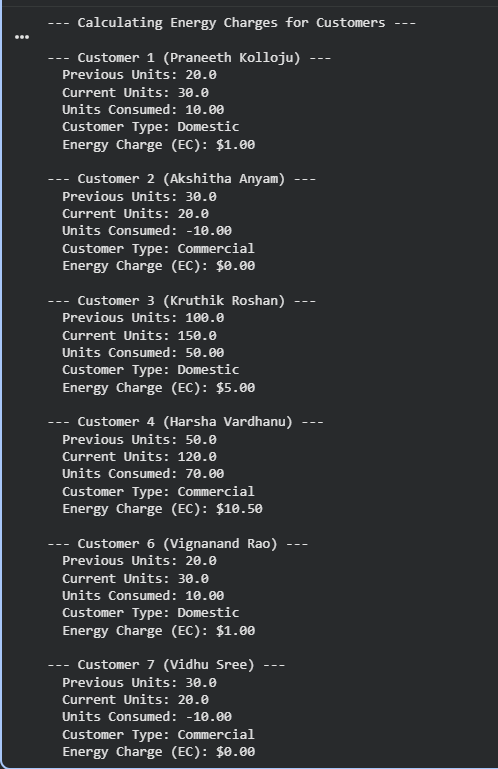 --- Calculating Energy Charges for Customers ---
--- Customer 1 (Praneeth Kolloju) ---
Previous Units: 20.0
Current Units: 30.0
Units Consumed: 10.00
Customer Type: Domestic
Energy Charge (EC): $1.00
--- Customer 2 (Akshitha Anyam) ---
Previous Units: 30.0
Current Units: 20.0
Units Consumed: -10.00
Customer Type: Commercial
Energy Charge (EC): $0.00
--- Customer 3 (Kruthik Roshan) ---
Previous Units: 100.0
Current Units: 150.0
Units Consumed: 50.00
Customer Type: Domestic
Energy Charge (EC): $5.00
--- Customer 4 (Harsha Vardhanu) ---
Previous Units: 50.0
Current Units: 120.0
Units Consumed: 70.00
Customer Type: Commercial
Energy Charge (EC): $10.50
--- Customer 6 (Vignanand Rao) ---
Previous Units: 20.0
Current Units: 30.0
Units Consumed: 10.00
Customer Type: Domestic
Energy Charge (EC): $1.00
--- Customer 7 (Vidhu Sree) ---
Previous Units: 30.0
Current Units: 20.0
Units Consumed: -10.00
Customer Type: Commercial
Energy Charge (EC): $0.00